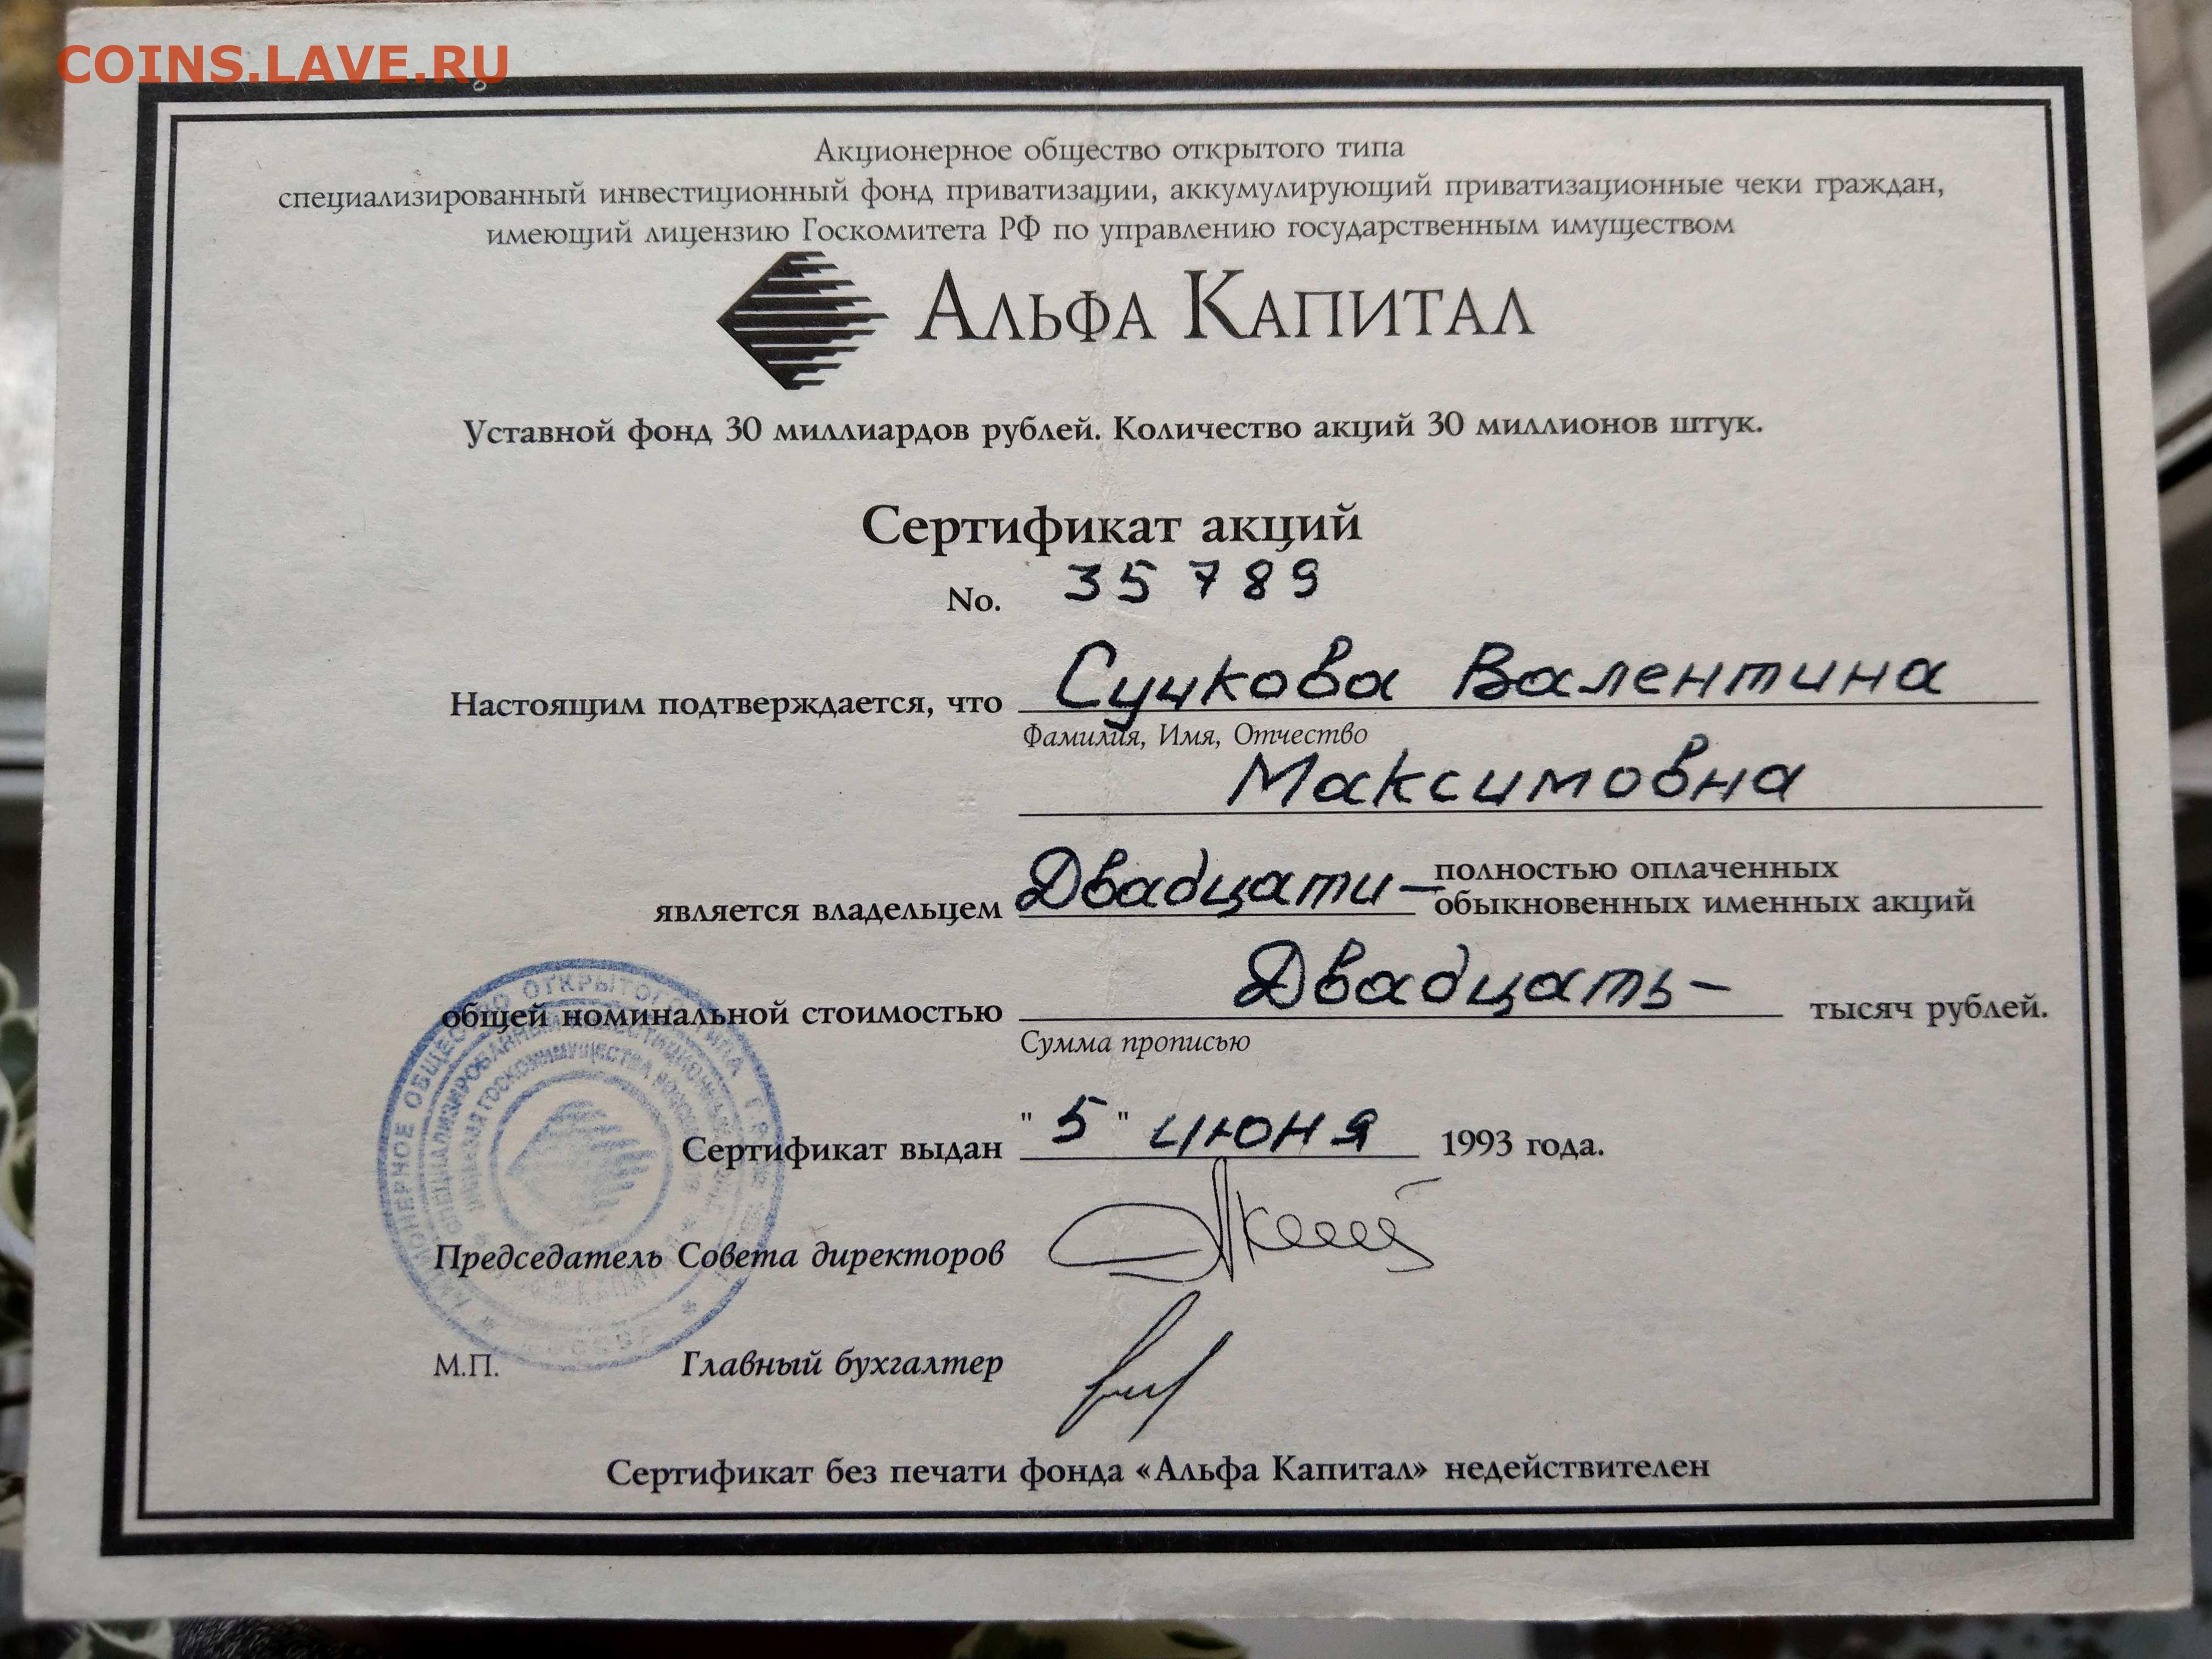 COINS.LAVE.RU
Акционерное общество открытого типа
специализированный инвестиционный фонд приватизации, аккумулирующий приватизационные чеки граждан,
имеющий лицензию Госкомитета РФ по управлению государственным имуществом
Альфа Капитал
Уставной фонд 30 миллиардов рублей. Количество акций 30 миллионов штук.
Сертификат акций
No. 35789
Настоящим подтверждается, что Сучкова Валентина
Фамилия, Имя, Отчество
Максимовна
является владельцем Двадцати – полностью оплаченных
обыкновенных именных акций
общей номинальной стоимостью Двадцать – тысяч рублей.
Сумма прописью
Сертификат выдан "5" июня 1993 года.
Председатель Совета директоров
М.П. Главный бухгалтер
Сертификат без печати фонда «Альфа Капитал» недействителен